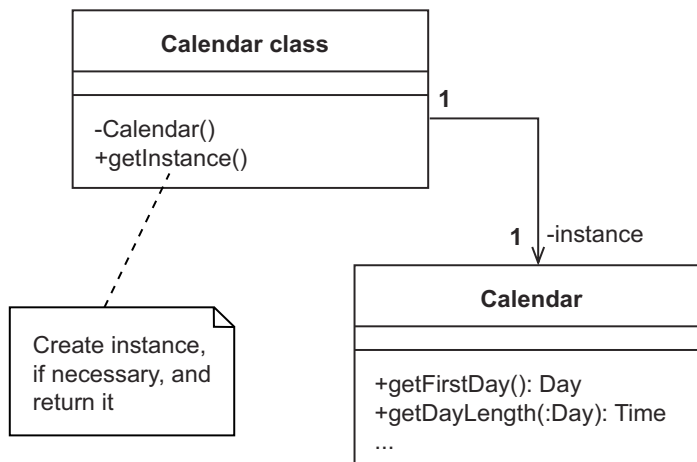 Calendar class
-Calendar()
+getInstance()
1
1
-instance
Create instance,
if necessary, and
return it
Calendar
+getFirstDay(): Day
+getDayLength(:Day): Time
...